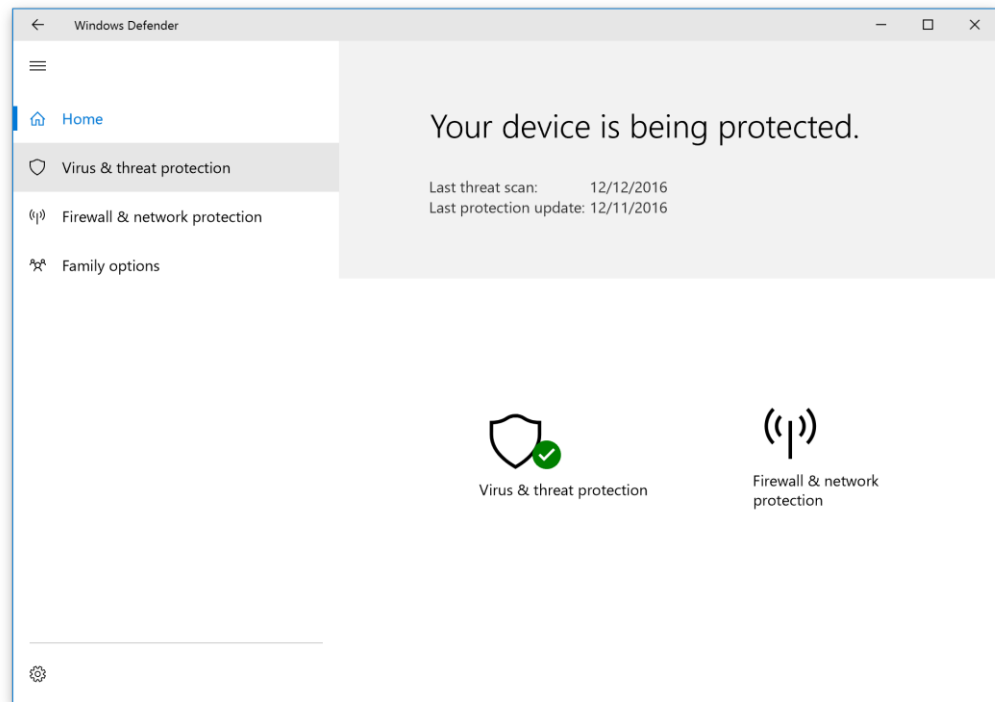 Windows Defender
Home
Virus & threat protection
Firewall & network protection
Family options
Your device is being protected.
Last threat scan: 12/12/2016
Last protection update: 12/11/2016
Virus & threat protection
Firewall & network
protection